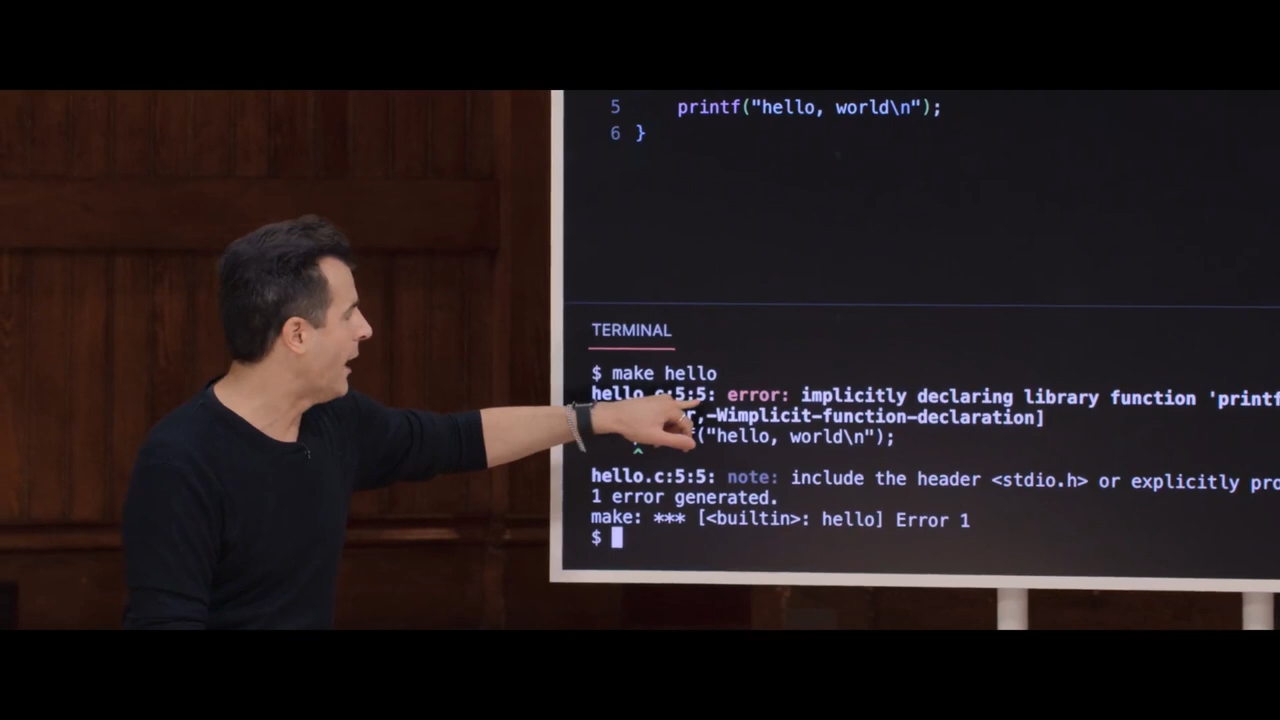 5 printf("hello, world\n");
6 }
TERMINAL
$ make hello
hello.c:5:5: error: implicitly declaring library function 'printf
,-Wimplicit-function-declaration]
("hello, world\n");
^
hello.c:5:5: note: include the header <stdio.h> or explicitly pro
1 error generated.
make: *** [<builtin>: hello] Error 1
$